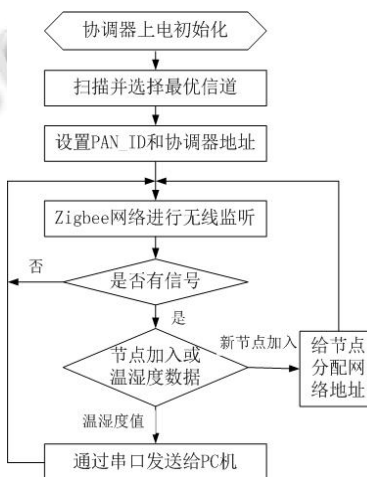 协调器上电初始化
扫描并选择最优信道
设置PAN_ID和协调器地址
Zigbee网络进行无线监听
否
是否有信号
是
节点加入或
温湿度数据
新节点加入
给节点
分配网
络地址
温湿度值
通过串口发送给PC机